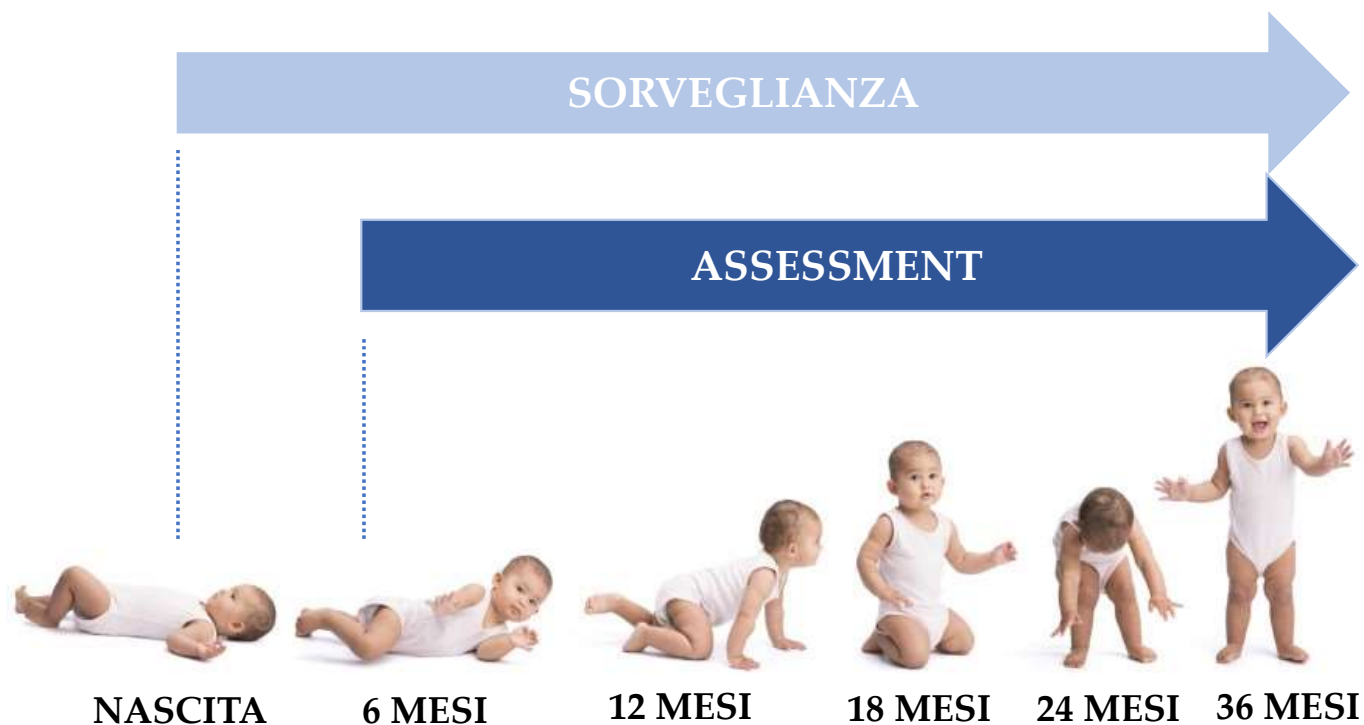 SORVEGLIANZA
ASSESSMENT
NASCITA
6 MESI
12 MESI
18 MESI
24 MESI
36 MESI